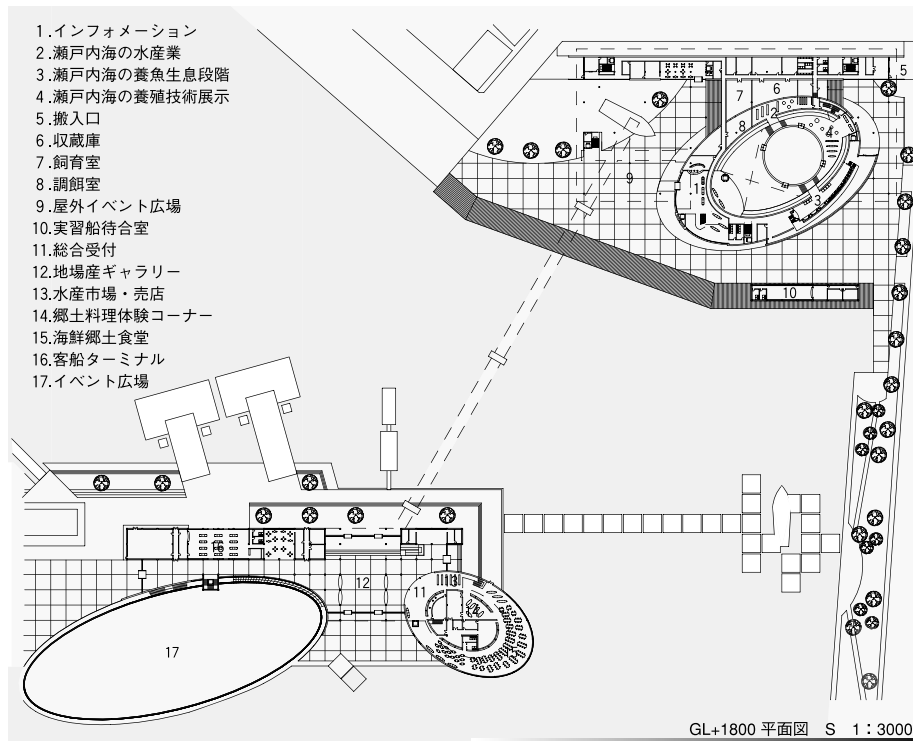 1.インフォメーション
2.瀬戸内海の水産業
3.瀬戸内海の養魚生息段階
4.瀬戸内海の養殖技術展示
5.搬入口
6.収蔵庫
7.飼育室
8.調餌室
9.屋外イベント広場
10.実習船待合室
11.総合受付
12.地場産ギャラリー
13.水産市場・売店
14.郷土料理体験コーナー
15.海鮮郷土食堂
16.客船ターミナル
17.イベント広場
5
6
7
2
8
4
9
1
3
10
16
12
11
13
17
GL+1800 平面図 S 1：3000